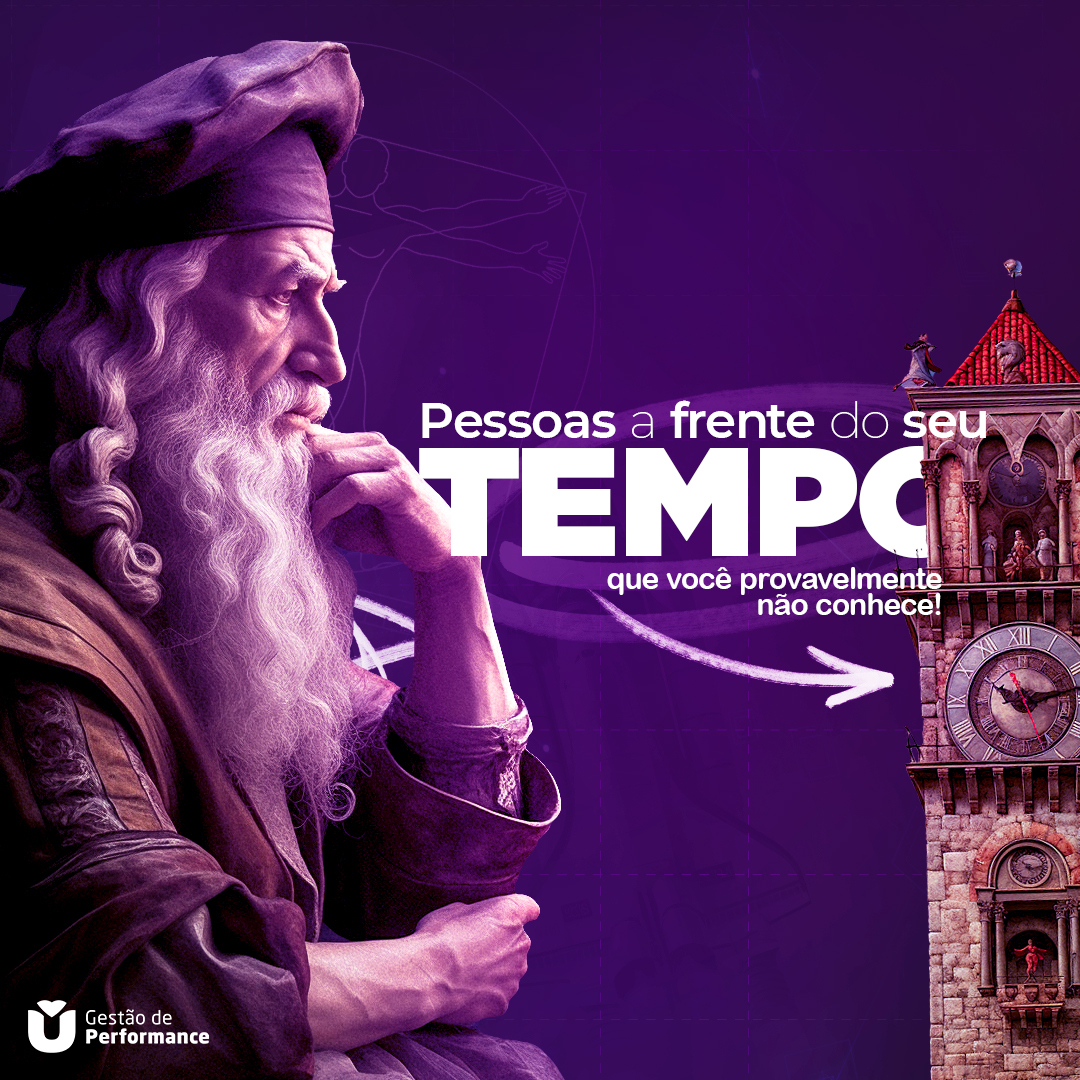 Pessoas a frente do seu
TEMPO
que você provavelmente
não conhece!
Gestão de
Performance